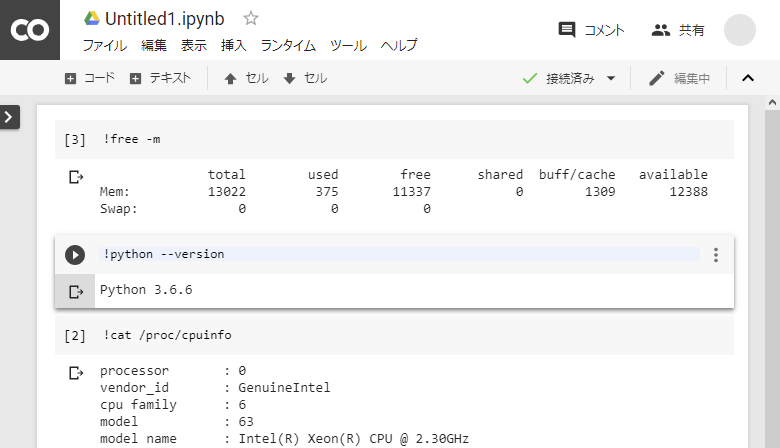 CO Untitled1.ipynb
ファイル 編集 表示 挿入 ランタイム ツール ヘルプ
コメント 共有
コード テキスト セル セル 接続済み 編集中
[3] !free -m
total used free shared buff/cache available
Mem: 13022 375 11337 0 1309 12388
Swap: 0 0 0
!python --version
Python 3.6.6
[2] !cat /proc/cpuinfo
processor : 0
vendor_id : GenuineIntel
cpu family : 6
model : 63
model name : Intel(R) Xeon(R) CPU @ 2.30GHz